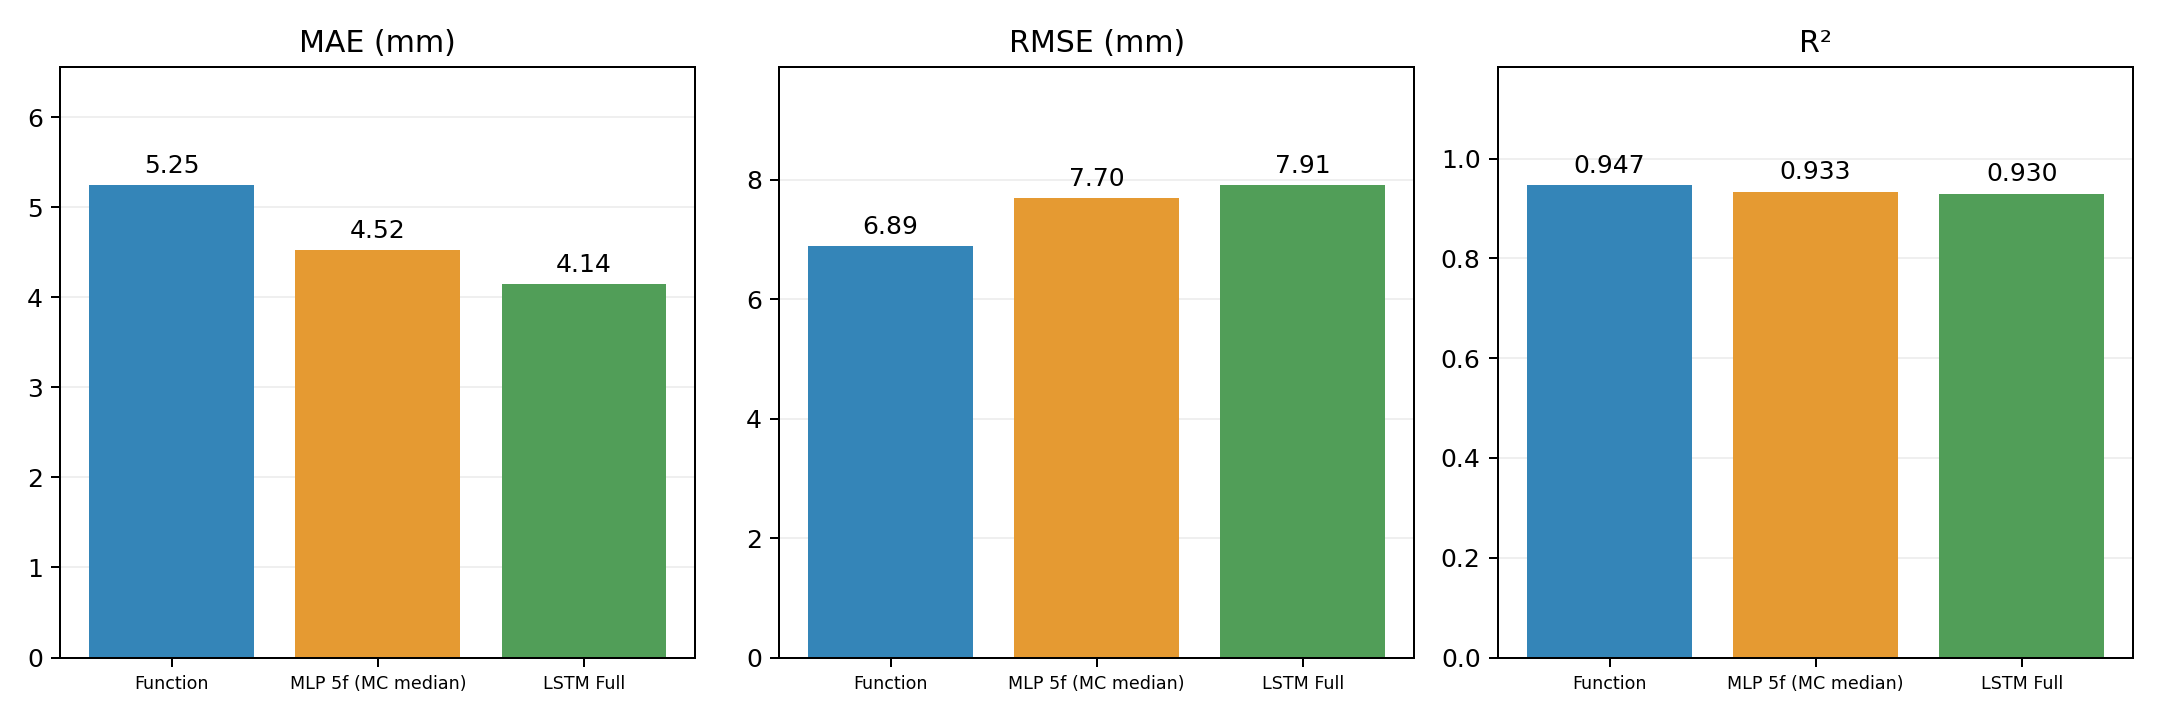 MAE (mm)
6
5
4
3
2
1
0
5.25
4.52
4.14
Function
MLP 5f (MC median)
LSTM Full
RMSE (mm)
8
6
4
2
0
6.89
7.70
7.91
Function
MLP 5f (MC median)
LSTM Full
R²
1.0
0.8
0.6
0.4
0.2
0.0
0.947
0.933
0.930
Function
MLP 5f (MC median)
LSTM Full